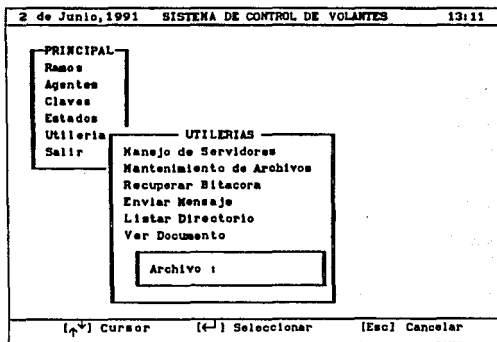 2 de Junio,1991 SISTEMA DE CONTROL DE VOLANTES 13:11
PRINCIPAL
Ramos
Agentes
Claves
Estados
Utileria
Salir
UTILERIAS
Manejo de Servidores
Mantenimiento de Archivos
Recuperar Bitacora
Enviar Mensaje
Listar Directorio
Ver Documento
Archivo :
[↑↓] Cursor [↵] Seleccionar [Esc] Cancelar